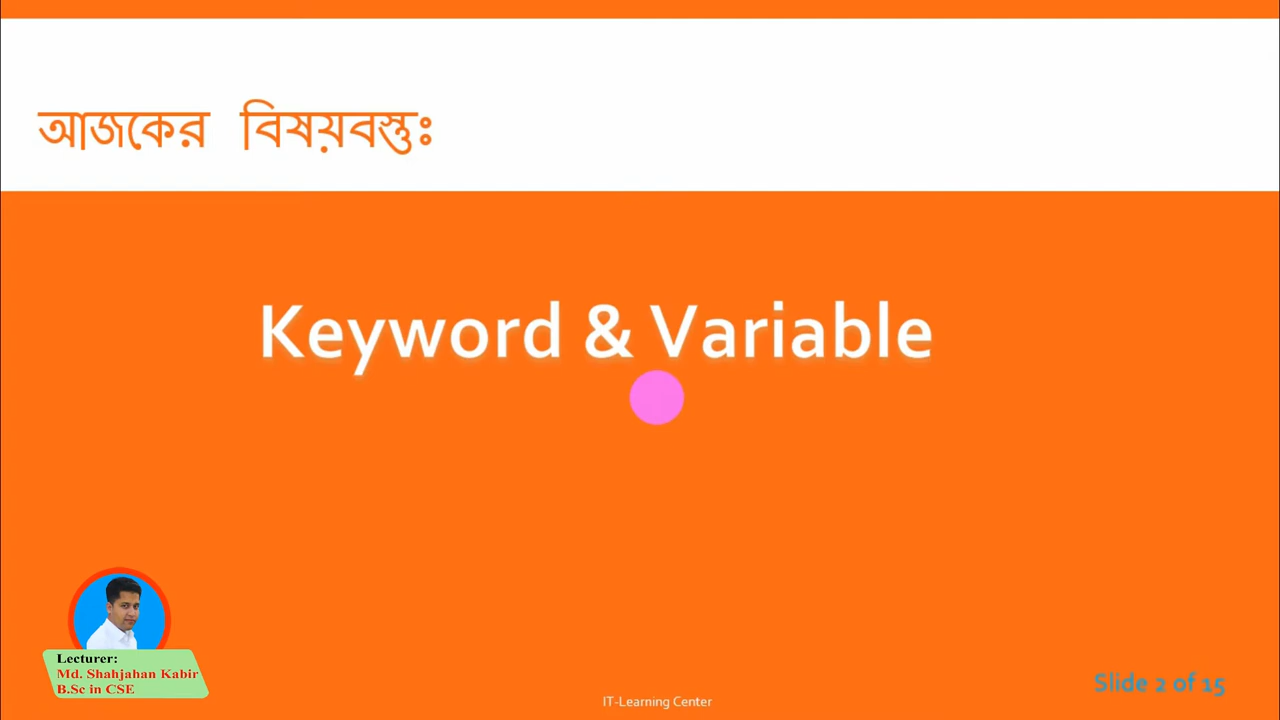 আজকের বিষয়বস্তুঃ
Keyword & Variable
Lecturer:
Md. Shahjahan Kabir
B.Sc in CSE
IT-Learning Center
Slide 2 of 15